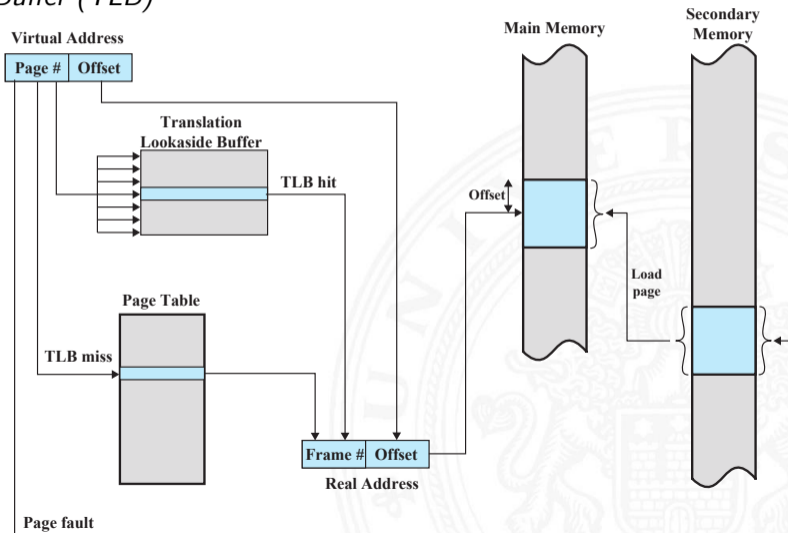 Buffer (TLB)
Virtual Address
Page #
Offset
Translation
Lookaside Buffer
TLB hit
Page Table
TLB miss
Frame #
Offset
Real Address
Page fault
Main Memory
Offset
Load
page
Secondary
Memory
UNIVERS